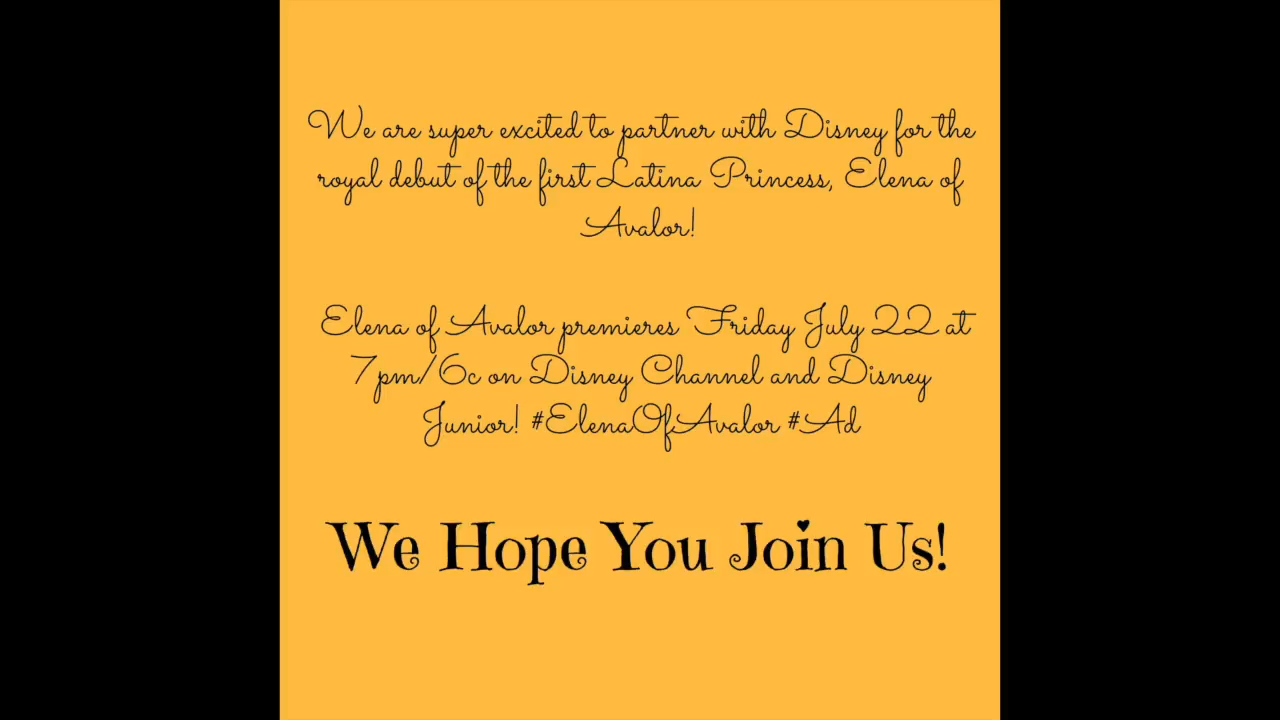 We are super excited to partner with Disney for the
royal debut of the first Latina Princess, Elena of
Avalor!
Elena of Avalor premieres Friday July 22 at
7pm/6c on Disney Channel and Disney
Junior! #ElenaOfAvalor #Ad
We Hope You Join Us!